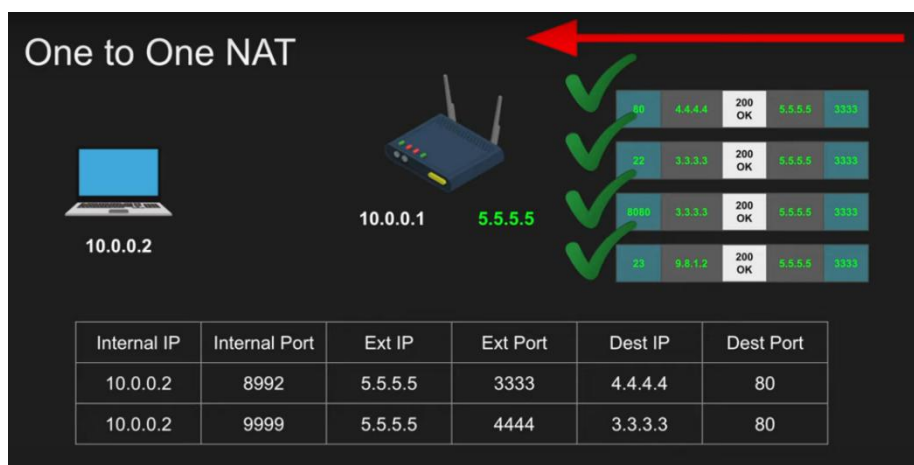 One to One NAT
80 4.4.4.4 200 OK 5.5.5.5 3333
22 3.3.3.3 200 OK 5.5.5.5 3333
8080 3.3.3.3 200 OK 5.5.5.5 3333
23 9.8.1.2 200 OK 5.5.5.5 3333
10.0.0.1 5.5.5.5
10.0.0.2
Internal IP Internal Port Ext IP Ext Port Dest IP Dest Port
10.0.0.2 8992 5.5.5.5 3333 4.4.4.4 80
10.0.0.2 9999 5.5.5.5 4444 3.3.3.3 80